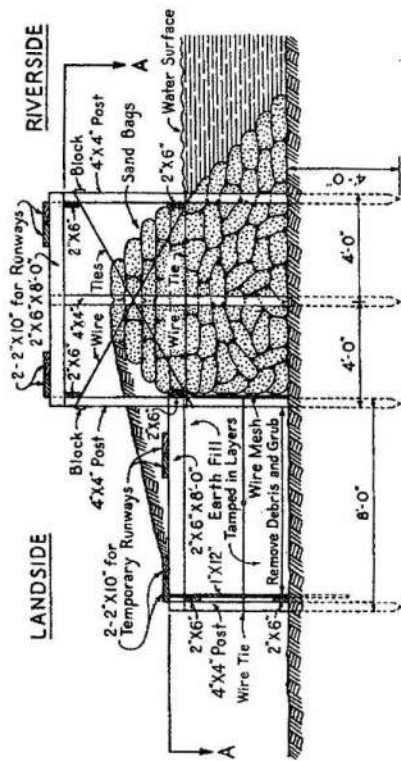 LANDSIDE
RIVERSIDE
2-2"X10" for Runways
2"X6"X8'-0"
A
A
Block
4"X4" Post
2"X6"
4"X4"
2"X6"
Block
4"X4" Post
Wire
Ties
Sand Bags
2-2"X10" for
Temporary Runways
2"X6"
Water Surface
2"X6"
Wire
Tie
2"X6"X8'-0"
Earth Fill
Tamped in Layers
1"X12"
2"X6"
4"X4" Post
Wire Tie
Wire Mesh
Remove Debris and Grub
2"X6"
4'-0"
4'-0"
4'-0"
8'-0"